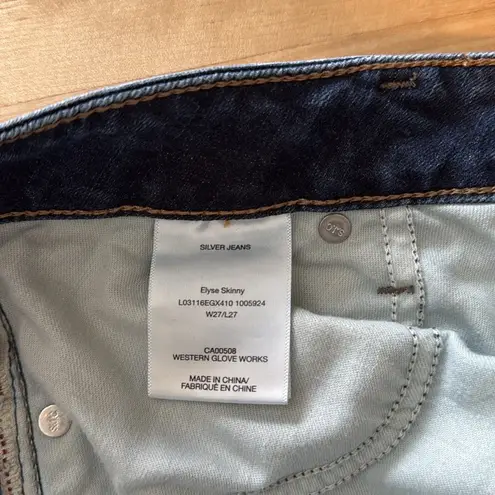 SILVER JEANS
Elyse Skinny
L03116EGX410 1005924
W27/L27
CA00508
WESTERN GLOVE WORKS
MADE IN CHINA/
FABRIQUÉ EN CHINE